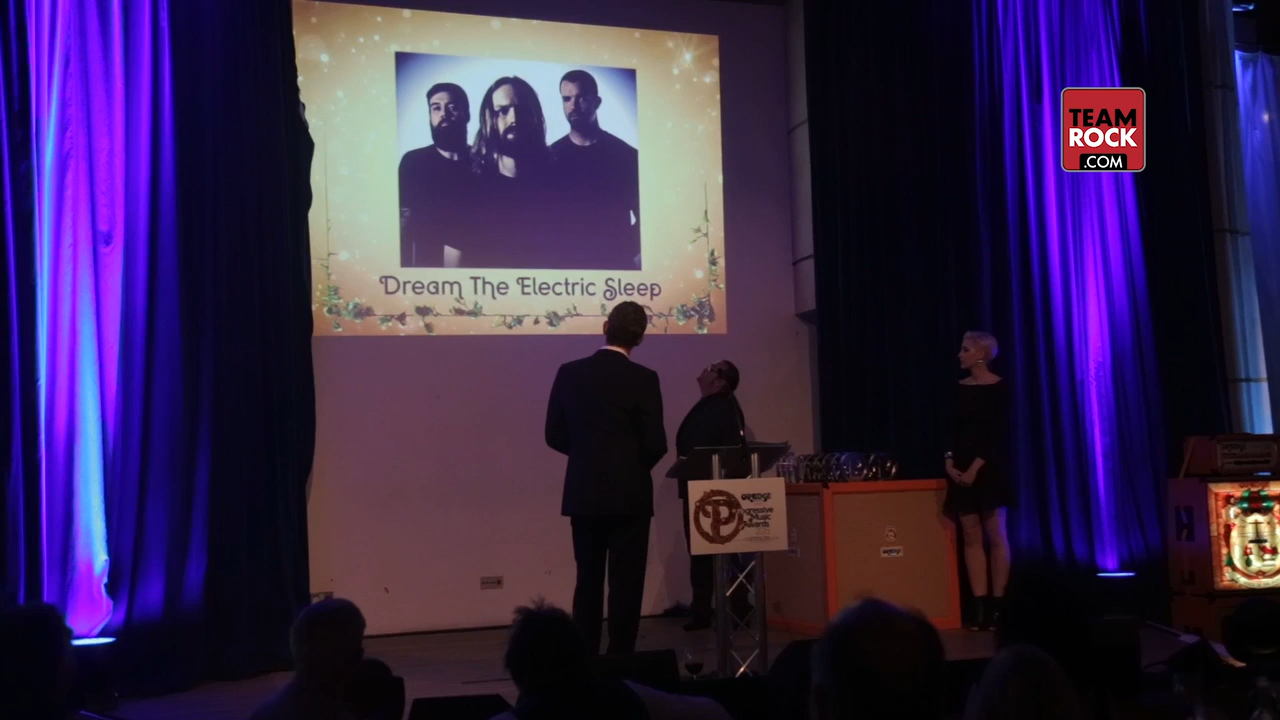 TEAM
ROCK
.COM
Dream The Electric Sleep
ORANGE
Progressive
Music
Awards